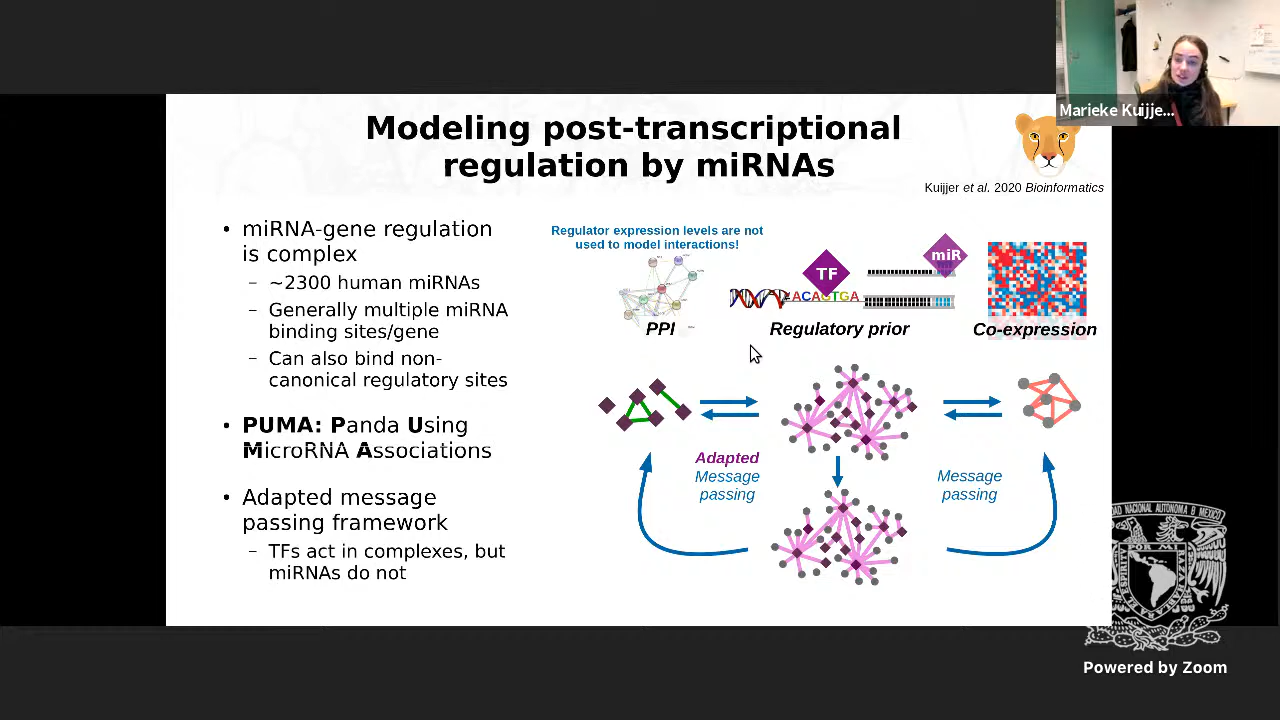 Marieke Kuijje...
Modeling post-transcriptional
regulation by miRNAs
Kuijjer et al. 2020 Bioinformatics
• miRNA-gene regulation
is complex
– ~2300 human miRNAs
– Generally multiple miRNA
binding sites/gene
– Can also bind non-
canonical regulatory sites
• PUMA: Panda Using
MicroRNA Associations
• Adapted message
passing framework
– TFs act in complexes, but
miRNAs do not
Regulator expression levels are not
used to model interactions!
TF
miR
ACACTGA
PPI
Regulatory prior
Co-expression
Adapted
Message
passing
Message
passing
Powered by Zoom